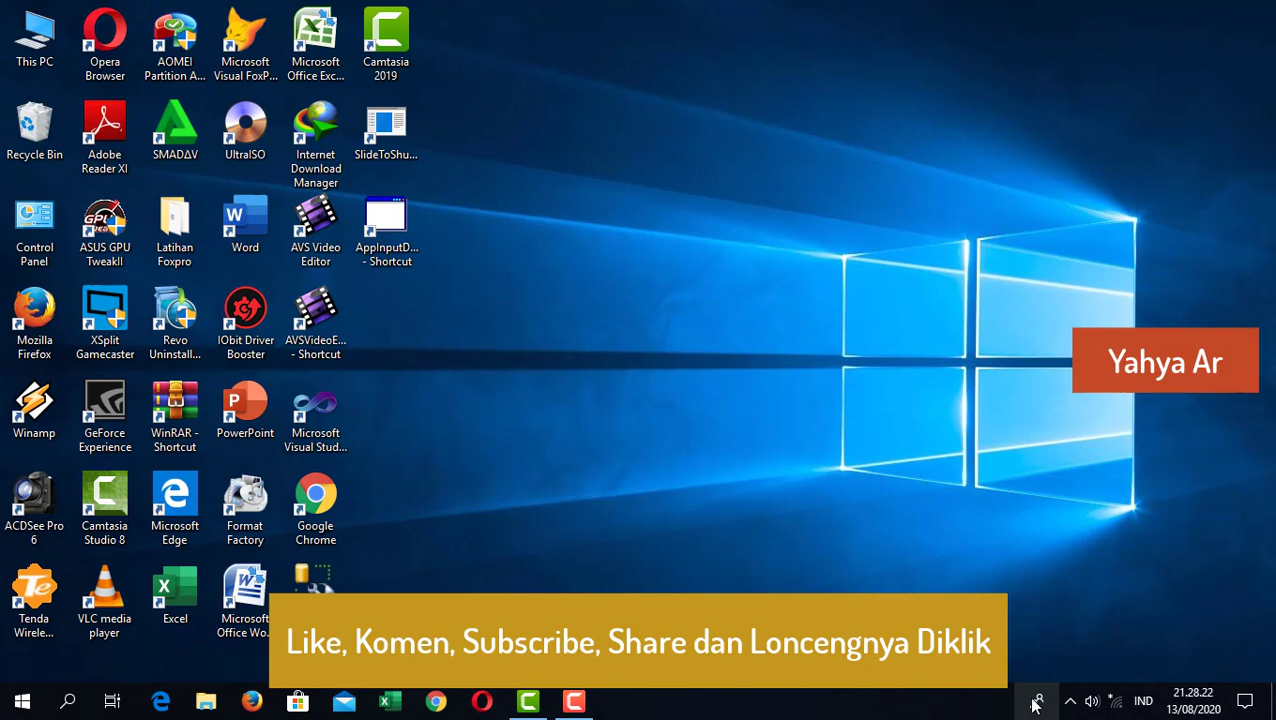 This PC
Opera
Browser
AOMEI
Partition A...
Microsoft
Visual FoxP...
Microsoft
Office Exc...
Camtasia
2019
Recycle Bin
Adobe
Reader XI
SMADΔV
UltraISO
Internet
Download
Manager
SlideToShu...
Control
Panel
ASUS GPU
TweakII
Latihan
Foxpro
Word
AVS Video
Editor
AppInputD...
- Shortcut
Mozilla
Firefox
XSplit
Gamecaster
Revo
Uninstall...
IObit Driver
Booster
AVSVideoE...
- Shortcut
Yahya Ar
Winamp
GeForce
Experience
WinRAR -
Shortcut
PowerPoint
Microsoft
Visual Stud...
ACDSee Pro
6
Camtasia
Studio 8
Microsoft
Edge
Format
Factory
Google
Chrome
Tenda
Wirele...
VLC media
player
Excel
Microsoft
Office Wo...
Like, Komen, Subscribe, Share dan Loncengnya Diklik
IND
21.28.22
13/08/2020